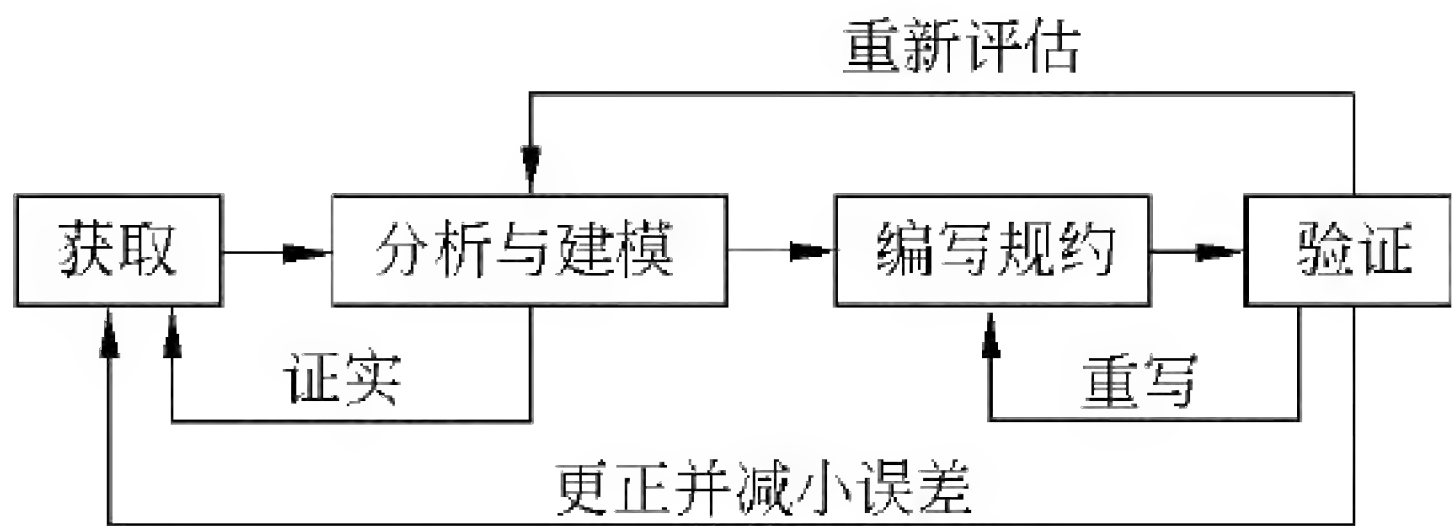 重新评估
获取
分析与建模
编写规约
验证
证实
重写
更正并减小误差